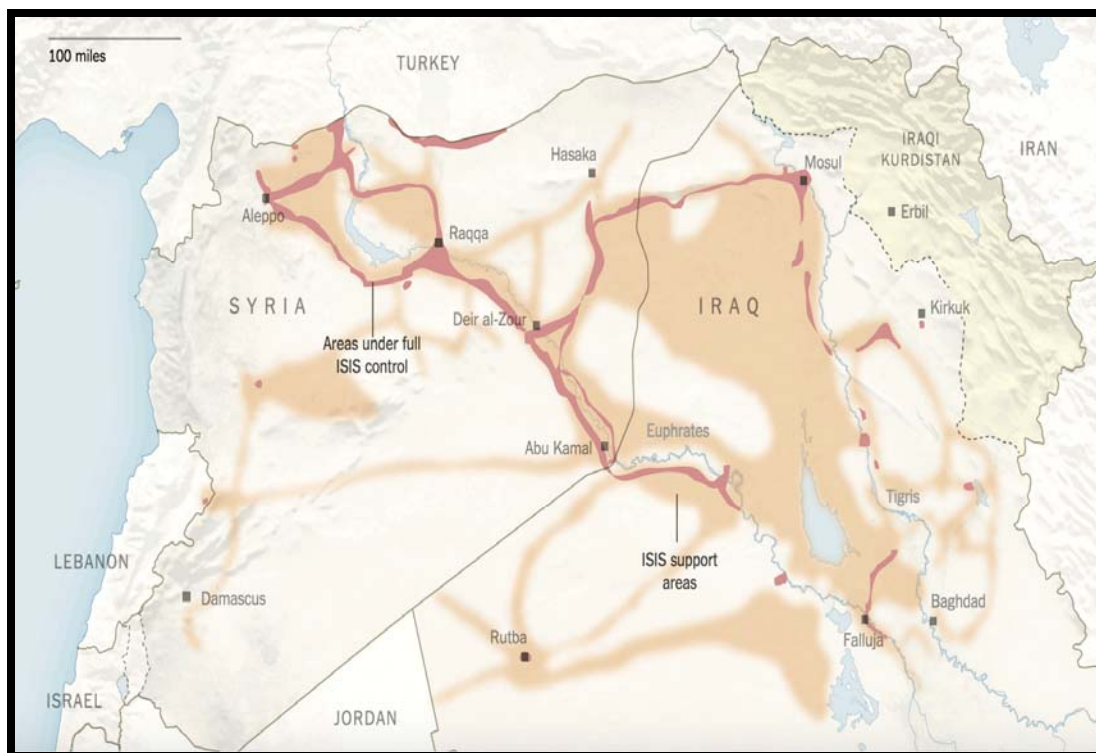 100 miles
TURKEY
IRAQI
KURDISTAN
IRAN
Hasaka
Mosul
Aleppo
Erbil
Raqqa
SYRIA
IRAQ
Kirkuk
Deir al-Zour
Areas under full
ISIS control
Abu Kamal
Euphrates
Tigris
LEBANON
ISIS support
areas
Damascus
Baghdad
Rutba
Falluja
ISRAEL
JORDAN